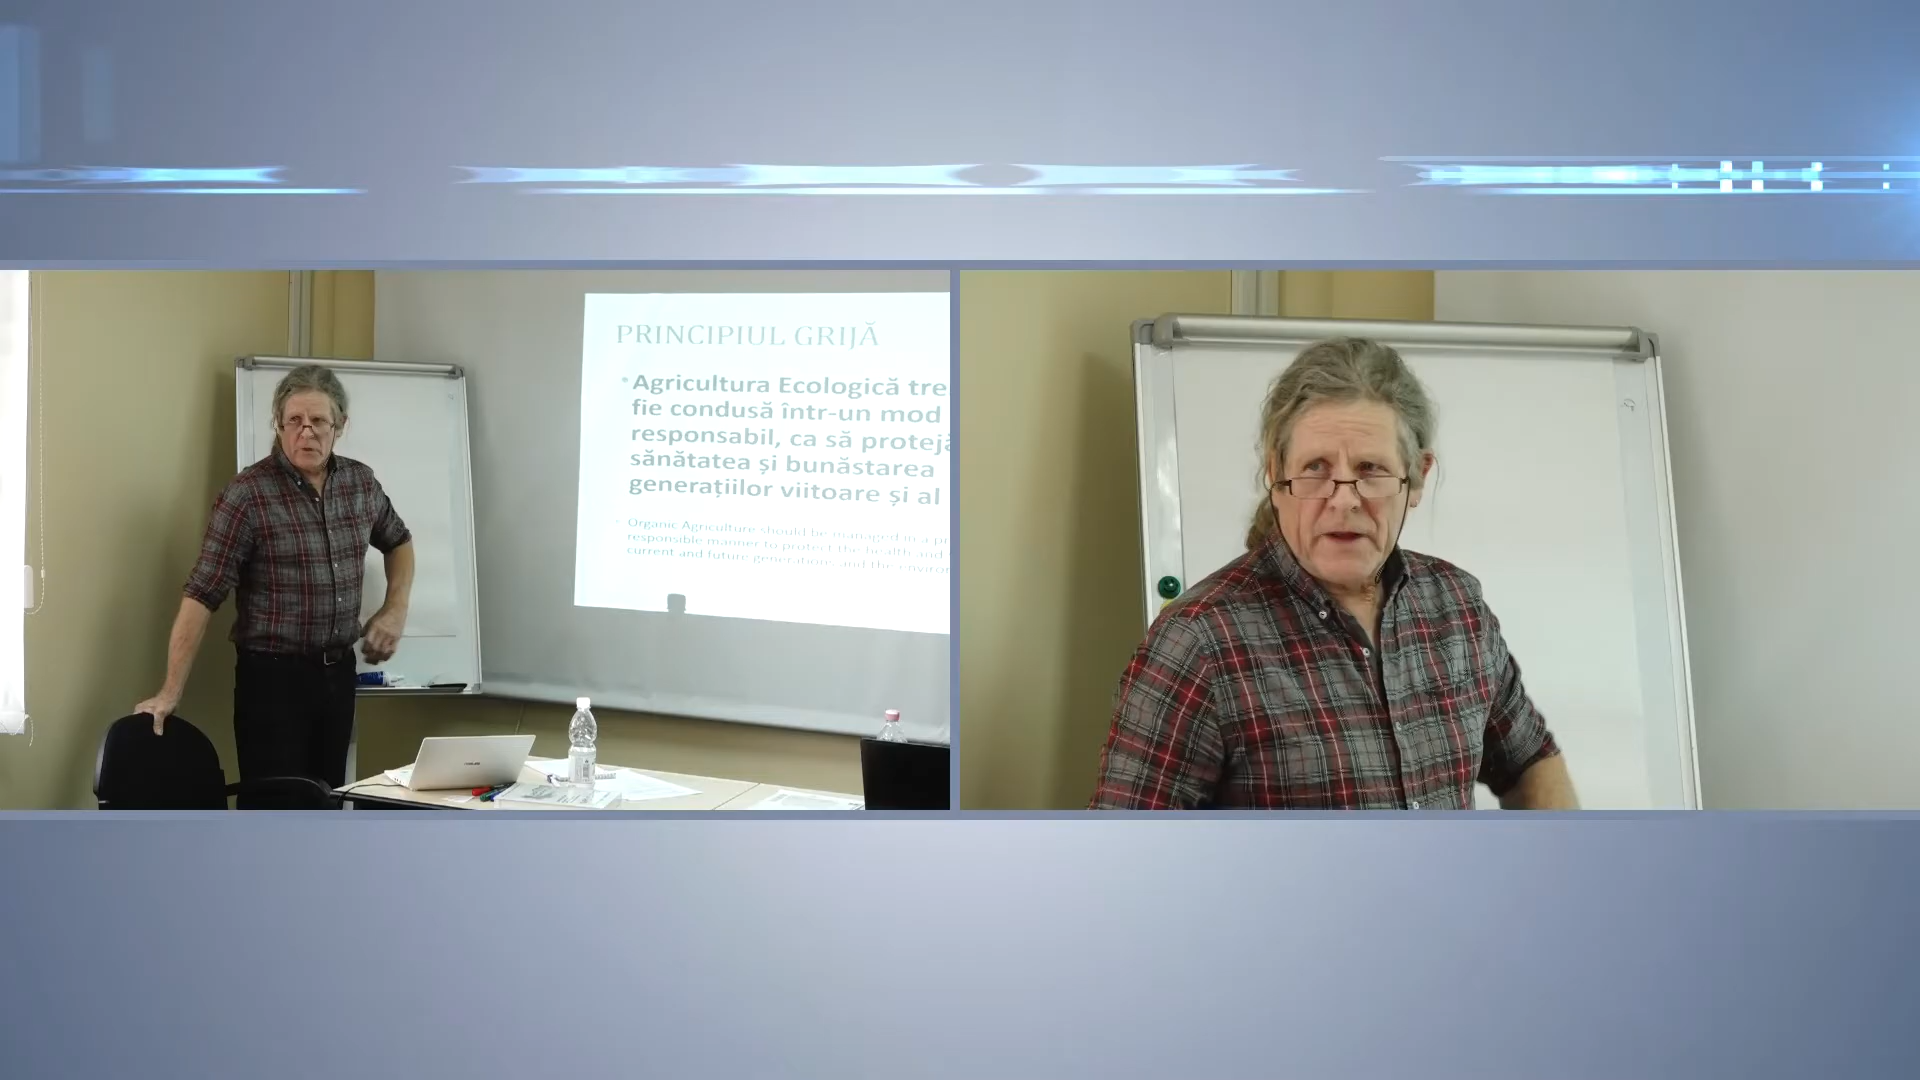 PRINCIPIUL GRIJĂ
Agricultura Ecologică tre
fie condusă într-un mod
responsabil, ca să protejă
sănătatea și bunăstarea
generațiilor viitoare și al
Organic Agriculture should be managed in a pr
responsible manner to protect the health and
current and future generations and the environ